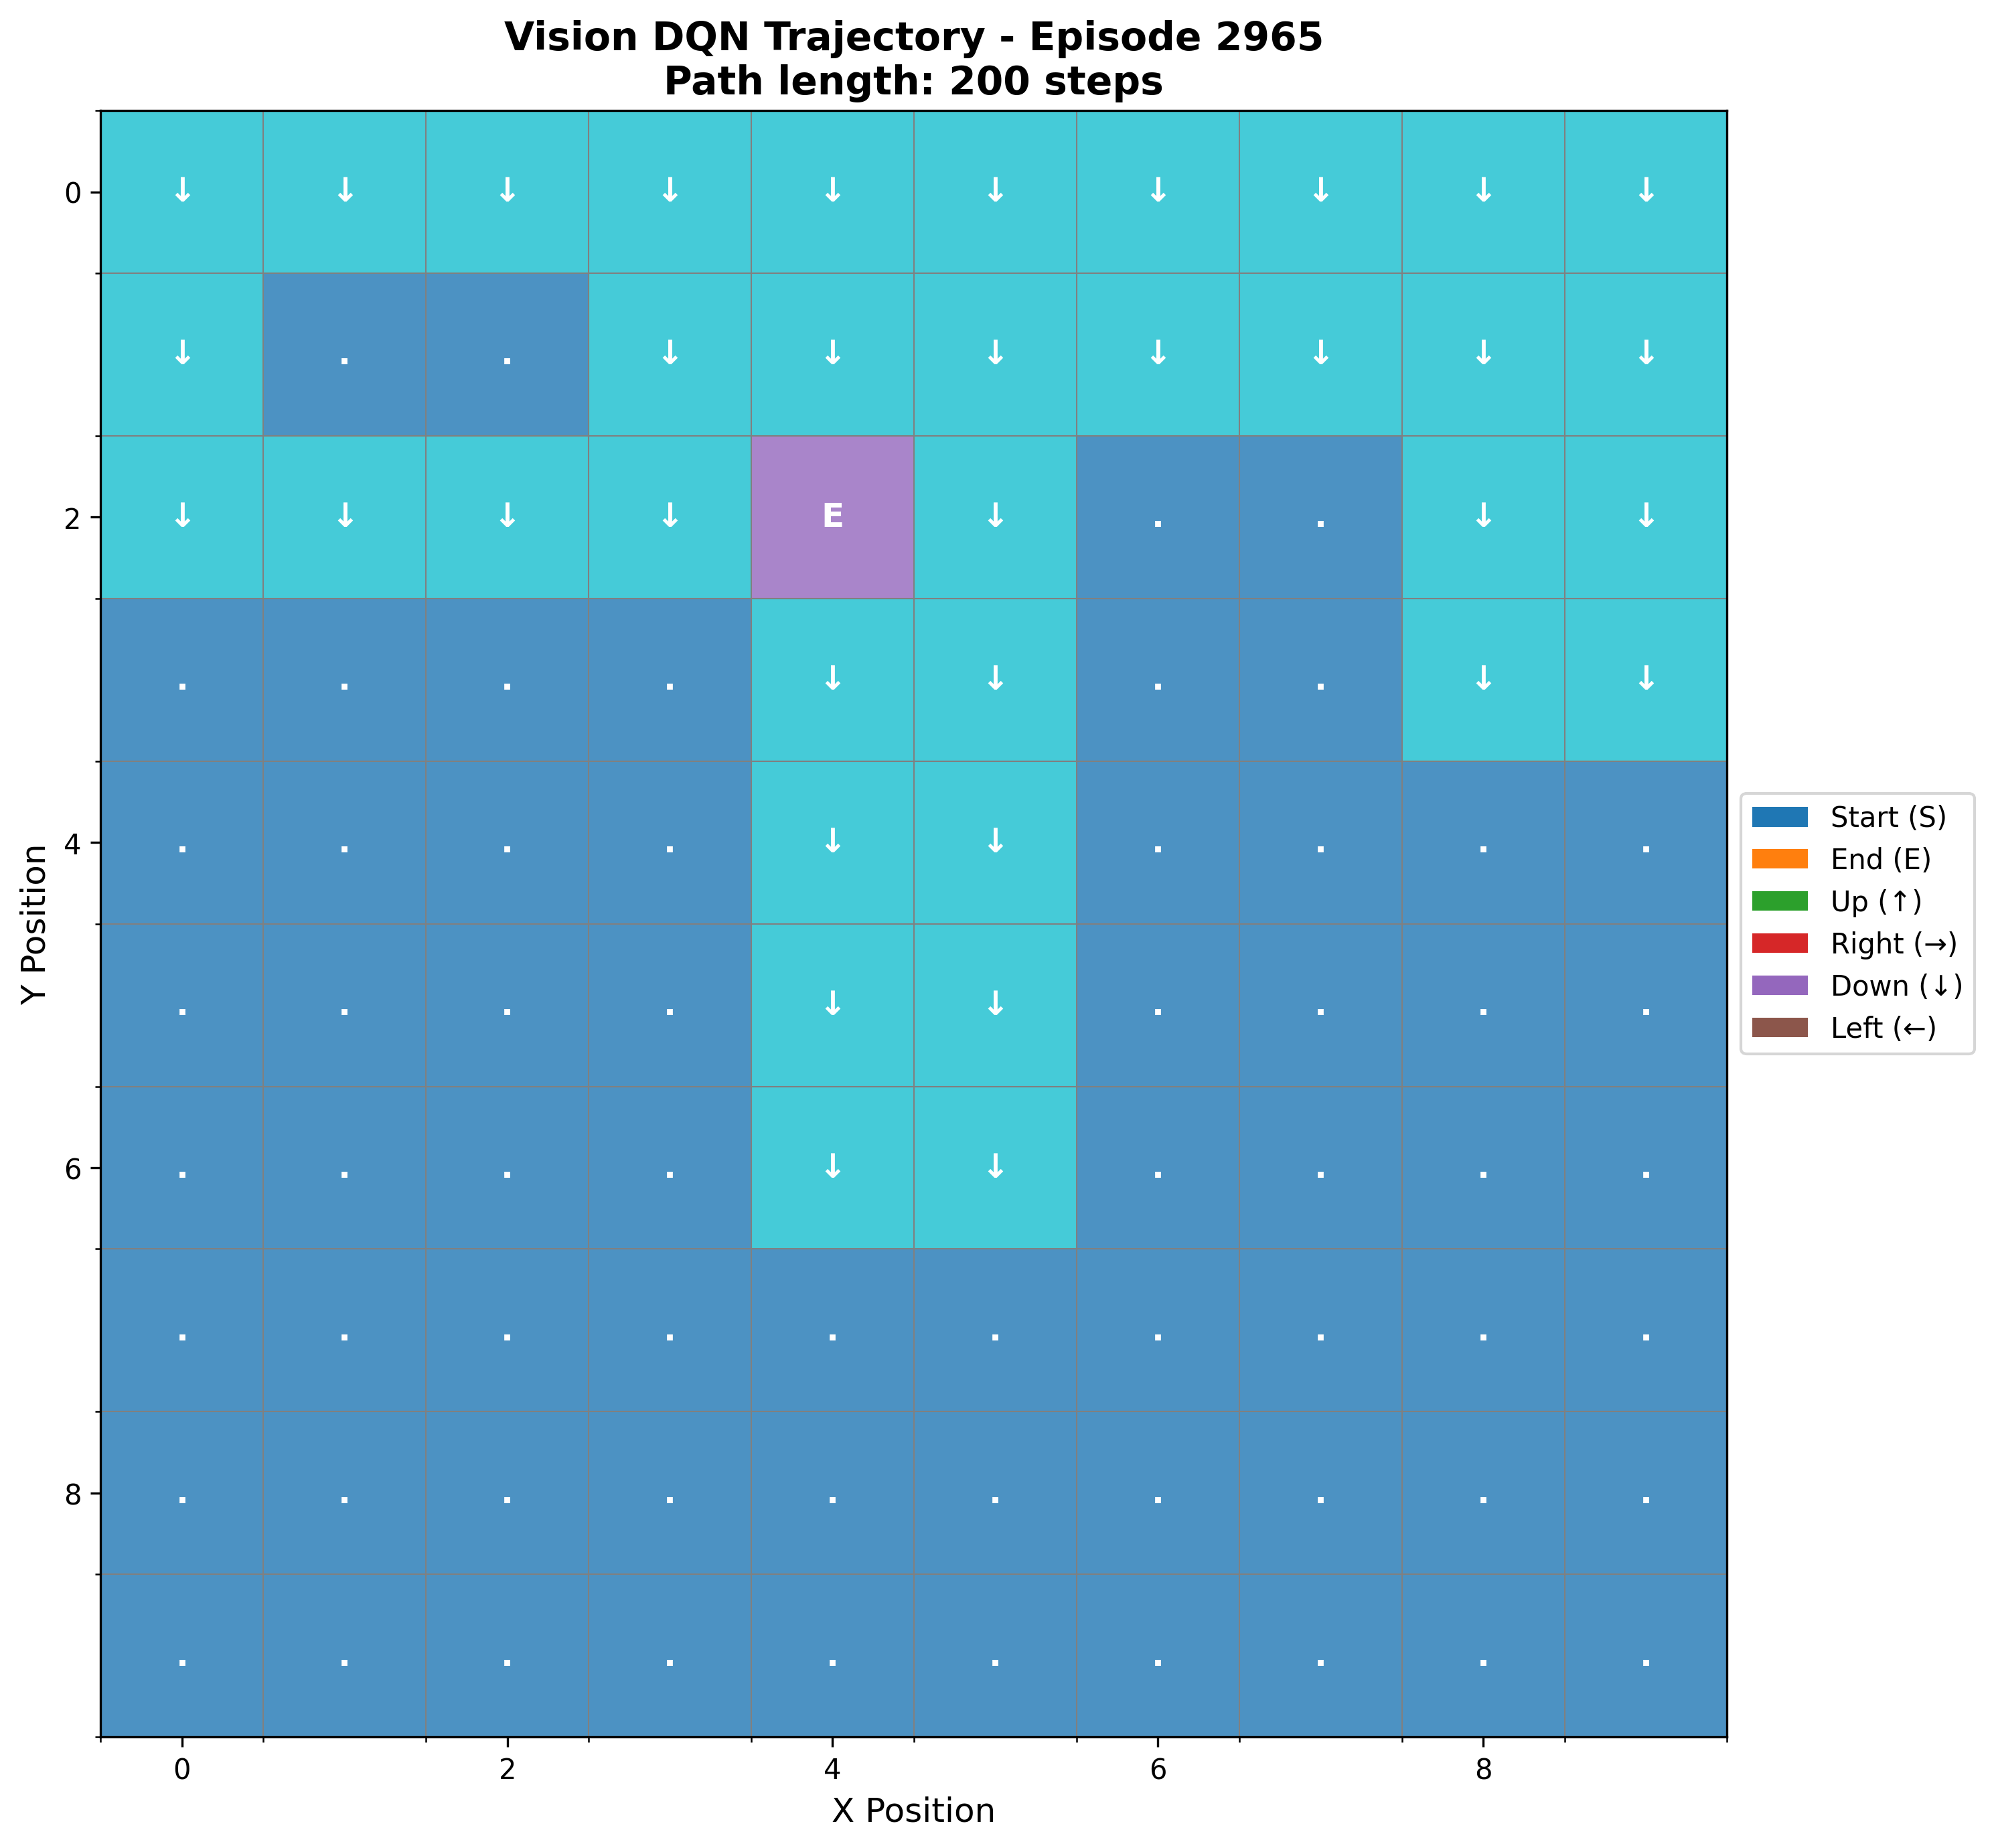 Vision DQN Trajectory - Episode 2965
Path length: 200 steps
0 ↓ ↓ ↓ ↓ ↓ ↓ ↓ ↓ ↓ ↓
↓ . . ↓ ↓ ↓ ↓ ↓ ↓ ↓
2 ↓ ↓ ↓ ↓ E ↓ . . ↓ ↓
. . . . ↓ ↓ . . ↓ ↓
4 . . . . ↓ ↓ . . . .
. . . . ↓ ↓ . . . .
6 . . . . ↓ ↓ . . . .
. . . . . . . . . .
8 . . . . . . . . . .
. . . . . . . . . .
0 2 4 6 8
X Position
Y Position
Start (S)
End (E)
Up (↑)
Right (→)
Down (↓)
Left (←)